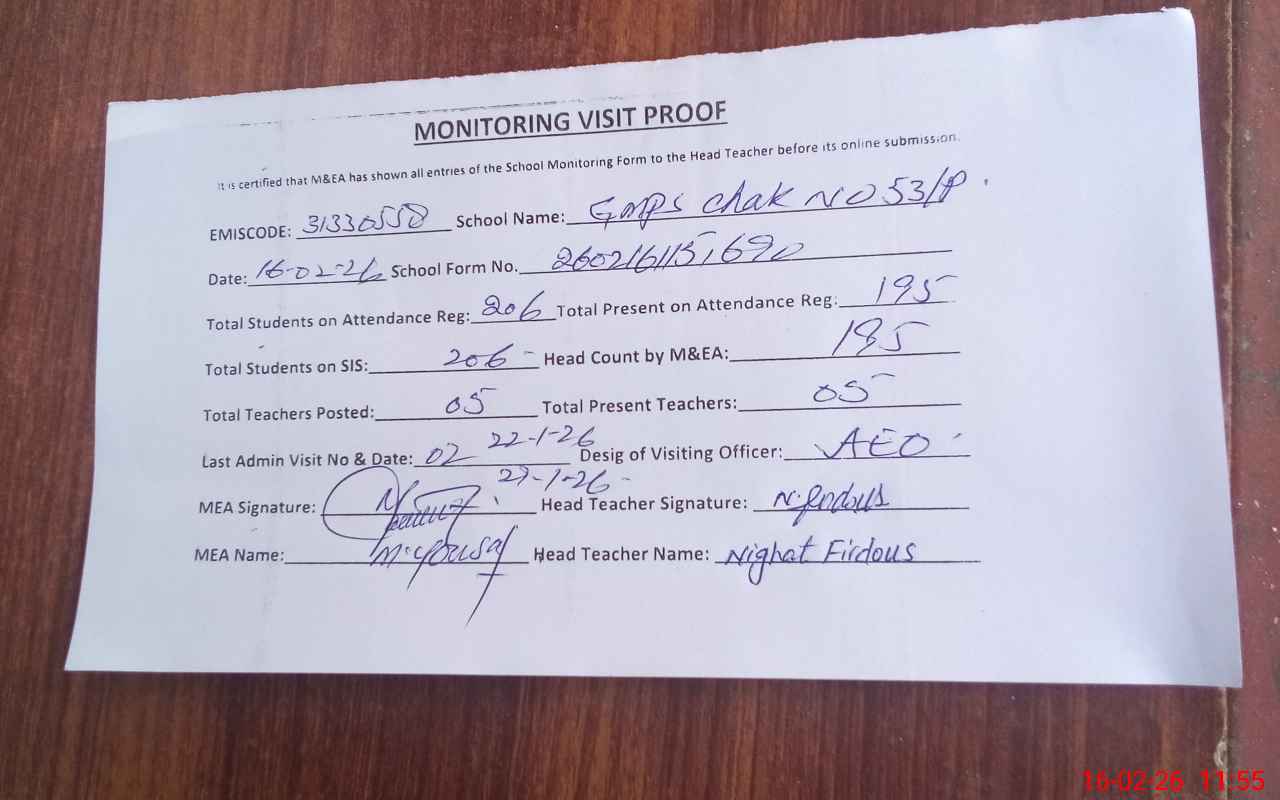 MONITORING VISIT PROOF
It is certified that M&EA has shown all entries of the School Monitoring Form to the Head Teacher before its online submission.
EMISCODE: 31330558 School Name: GMPS Chak NO 53/P.
Date: 16-02-26 School Form No.
Total Students on Attendance Reg: 206 Total Present on Attendance Reg: 195
Total Students on SIS: 206 Head Count by M&EA: 195
Total Teachers Posted: 05 Total Present Teachers: 05
Last Admin Visit No & Date: 02 22-1-26 Desig of Visiting Officer: AEO
27-1-26
MEA Signature: Head Teacher Signature: N.firdous
MEA Name: M.Yousaf Head Teacher Name: Nighat Firdous
16-02-26 11:55